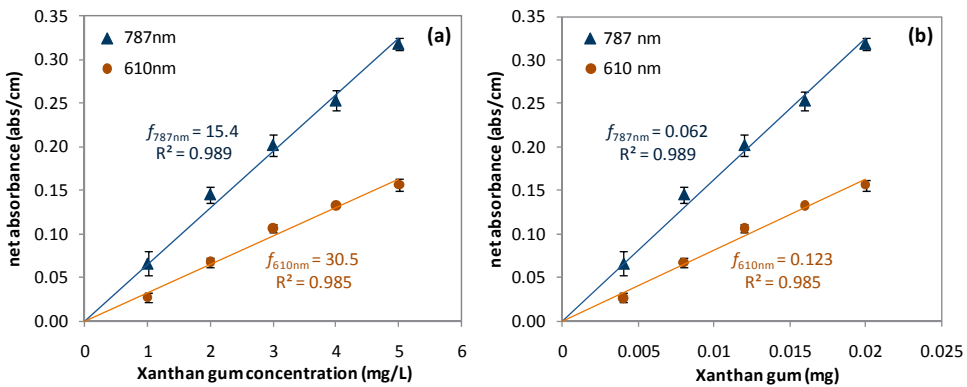 787nm
610nm
(a)
f787nm = 15.4
R² = 0.989
f610nm = 30.5
R² = 0.985
net absorbance (abs/cm)
0.35
0.30
0.25
0.20
0.15
0.10
0.05
0.00
0 1 2 3 4 5 6
Xanthan gum concentration (mg/L)
787 nm
610 nm
(b)
f787nm = 0.062
R² = 0.989
f610nm = 0.123
R² = 0.985
net absorbance (abs/cm)
0.35
0.30
0.25
0.20
0.15
0.10
0.05
0.00
0 0.005 0.01 0.015 0.02 0.025
Xanthan gum (mg)